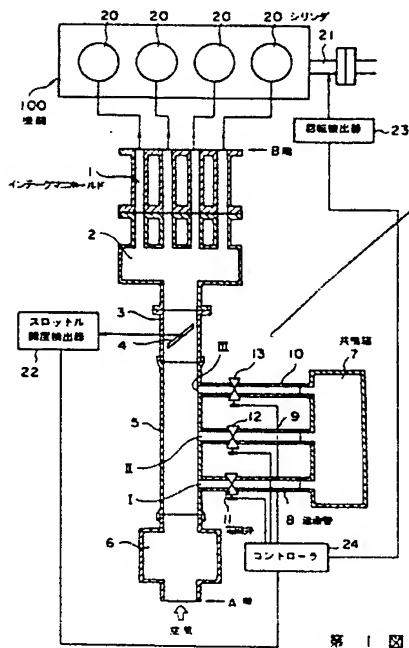 20 20 20 20 シリンダ
21
100
機関
B端
回転検出器
23
1
インテークマニホールド
2
3
4
スロットル
開度検出器
22
13
10
共鳴箱
7
III
12
9
5
II
I
11
電磁弁
8 連通管
6
コントローラ
24
A端
空気
第 1 図